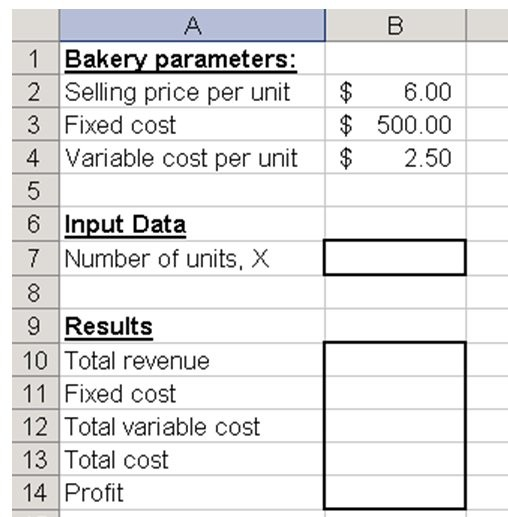 A B
1 Bakery parameters:
2 Selling price per unit $ 6.00
3 Fixed cost $ 500.00
4 Variable cost per unit $ 2.50
5
6 Input Data
7 Number of units, X
8
9 Results
10 Total revenue
11 Fixed cost
12 Total variable cost
13 Total cost
14 Profit